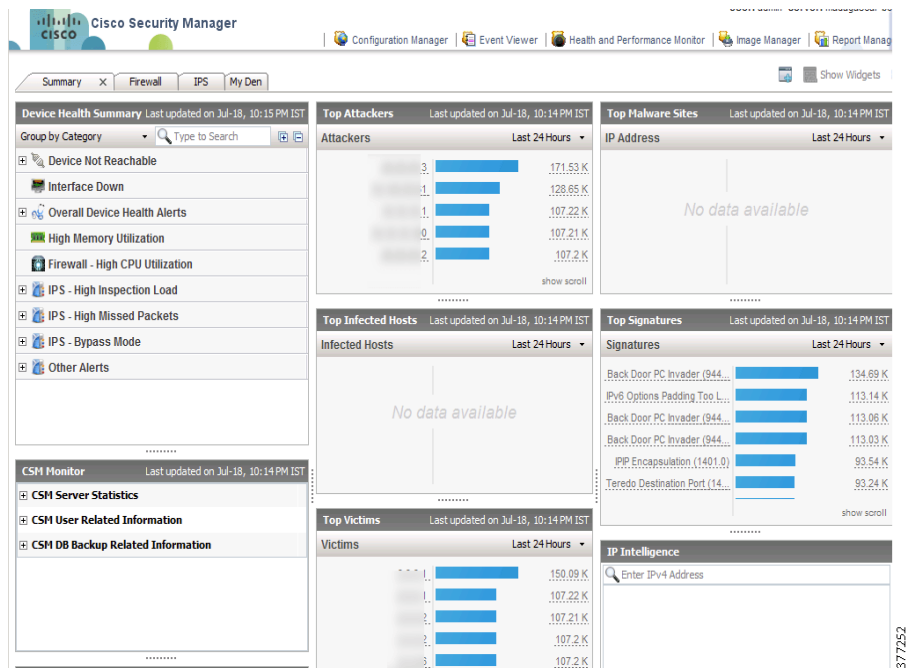 CISCO
Cisco Security Manager
Configuration Manager
Event Viewer
Health and Performance Monitor
Image Manager
Report Manag
Summary X
Firewall
IPS
My Den
Show Widgets
Device Health Summary Last updated on Jul-18, 10:15 PM IST
Group by Category
Type to Search
Device Not Reachable
Interface Down
Overall Device Health Alerts
High Memory Utilization
Firewall - High CPU Utilization
IPS - High Inspection Load
IPS - High Missed Packets
IPS - Bypass Mode
Other Alerts
CSM Monitor Last updated on Jul-18, 10:14 PM IST
CSM Server Statistics
CSM User Related Information
CSM DB Backup Related Information
Top Attackers Last updated on Jul-18, 10:14 PM IST
Attackers Last 24 Hours
3 171.53 K
1 128.65 K
1 107.22 K
0 107.21 K
2 107.2 K
show scroll
Top Infected Hosts Last updated on Jul-18, 10:14 PM IST
Infected Hosts Last 24 Hours
No data available
Top Victims Last updated on Jul-18, 10:14 PM IST
Victims Last 24 Hours
1 150.09 K
1 107.22 K
2 107.21 K
2 107.2 K
6 107.2 K
Top Malware Sites Last updated on Jul-18, 10:14 PM IST
IP Address Last 24 Hours
No data available
Top Signatures Last updated on Jul-18, 10:14 PM IST
Signatures Last 24 Hours
Back Door PC Invader (944... 134.69 K
IPv6 Options Padding Too L... 113.14 K
Back Door PC Invader (944... 113.06 K
Back Door PC Invader (944... 113.03 K
IPIP Encapsulation (1401.0) 93.54 K
Teredo Destination Port (14... 93.24 K
show scroll
IP Intelligence
Enter IPv4 Address
377252